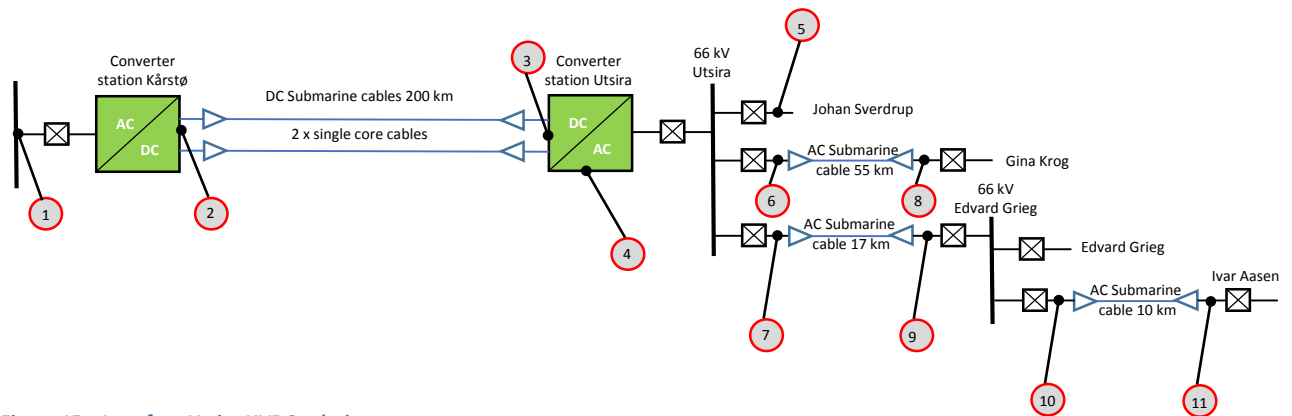 Converter
station Kårstø
AC
DC
DC Submarine cables 200 km
2 x single core cables
Converter
station Utsira
DC
AC
66 kV
Utsira
Johan Sverdrup
AC Submarine
cable 55 km
Gina Krog
AC Submarine
cable 17 km
66 kV
Edvard Grieg
Edvard Grieg
AC Submarine
cable 10 km
Ivar Aasen
1
2
3
4
5
6
7
8
9
10
11